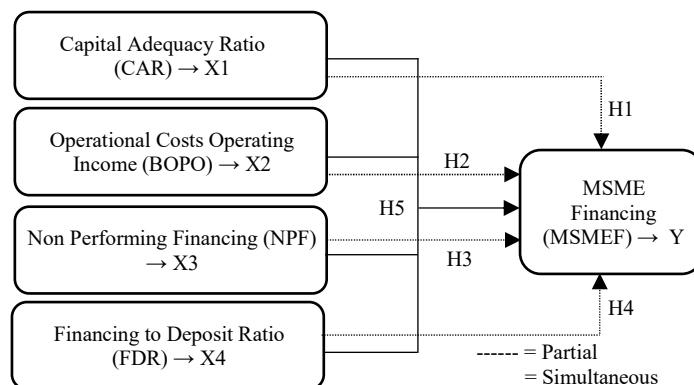 Capital Adequacy Ratio
(CAR) → X1
H1
Operational Costs Operating
Income (BOPO) → X2
H2
MSME
Financing
(MSMEF) → Y
H5
Non Performing Financing (NPF)
→ X3
H3
H4
Financing to Deposit Ratio
(FDR) → X4
------ = Partial
= Simultaneous